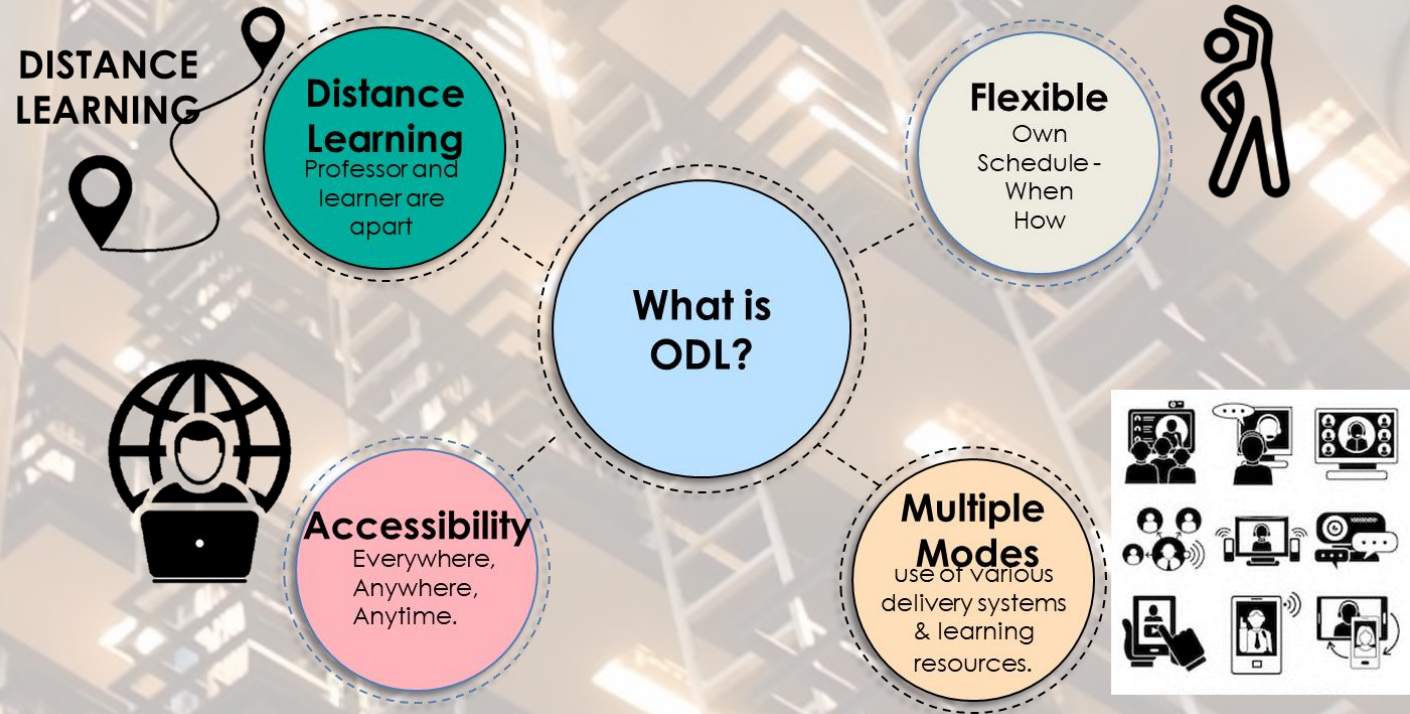 DISTANCE
LEARNING
Distance
Learning
Professor and
learner are
apart
Flexible
Own
Schedule -
When
How
What is
ODL?
Accessibility
Everywhere,
Anywhere,
Anytime.
Multiple
Modes
use of various
delivery systems
& learning
resources.